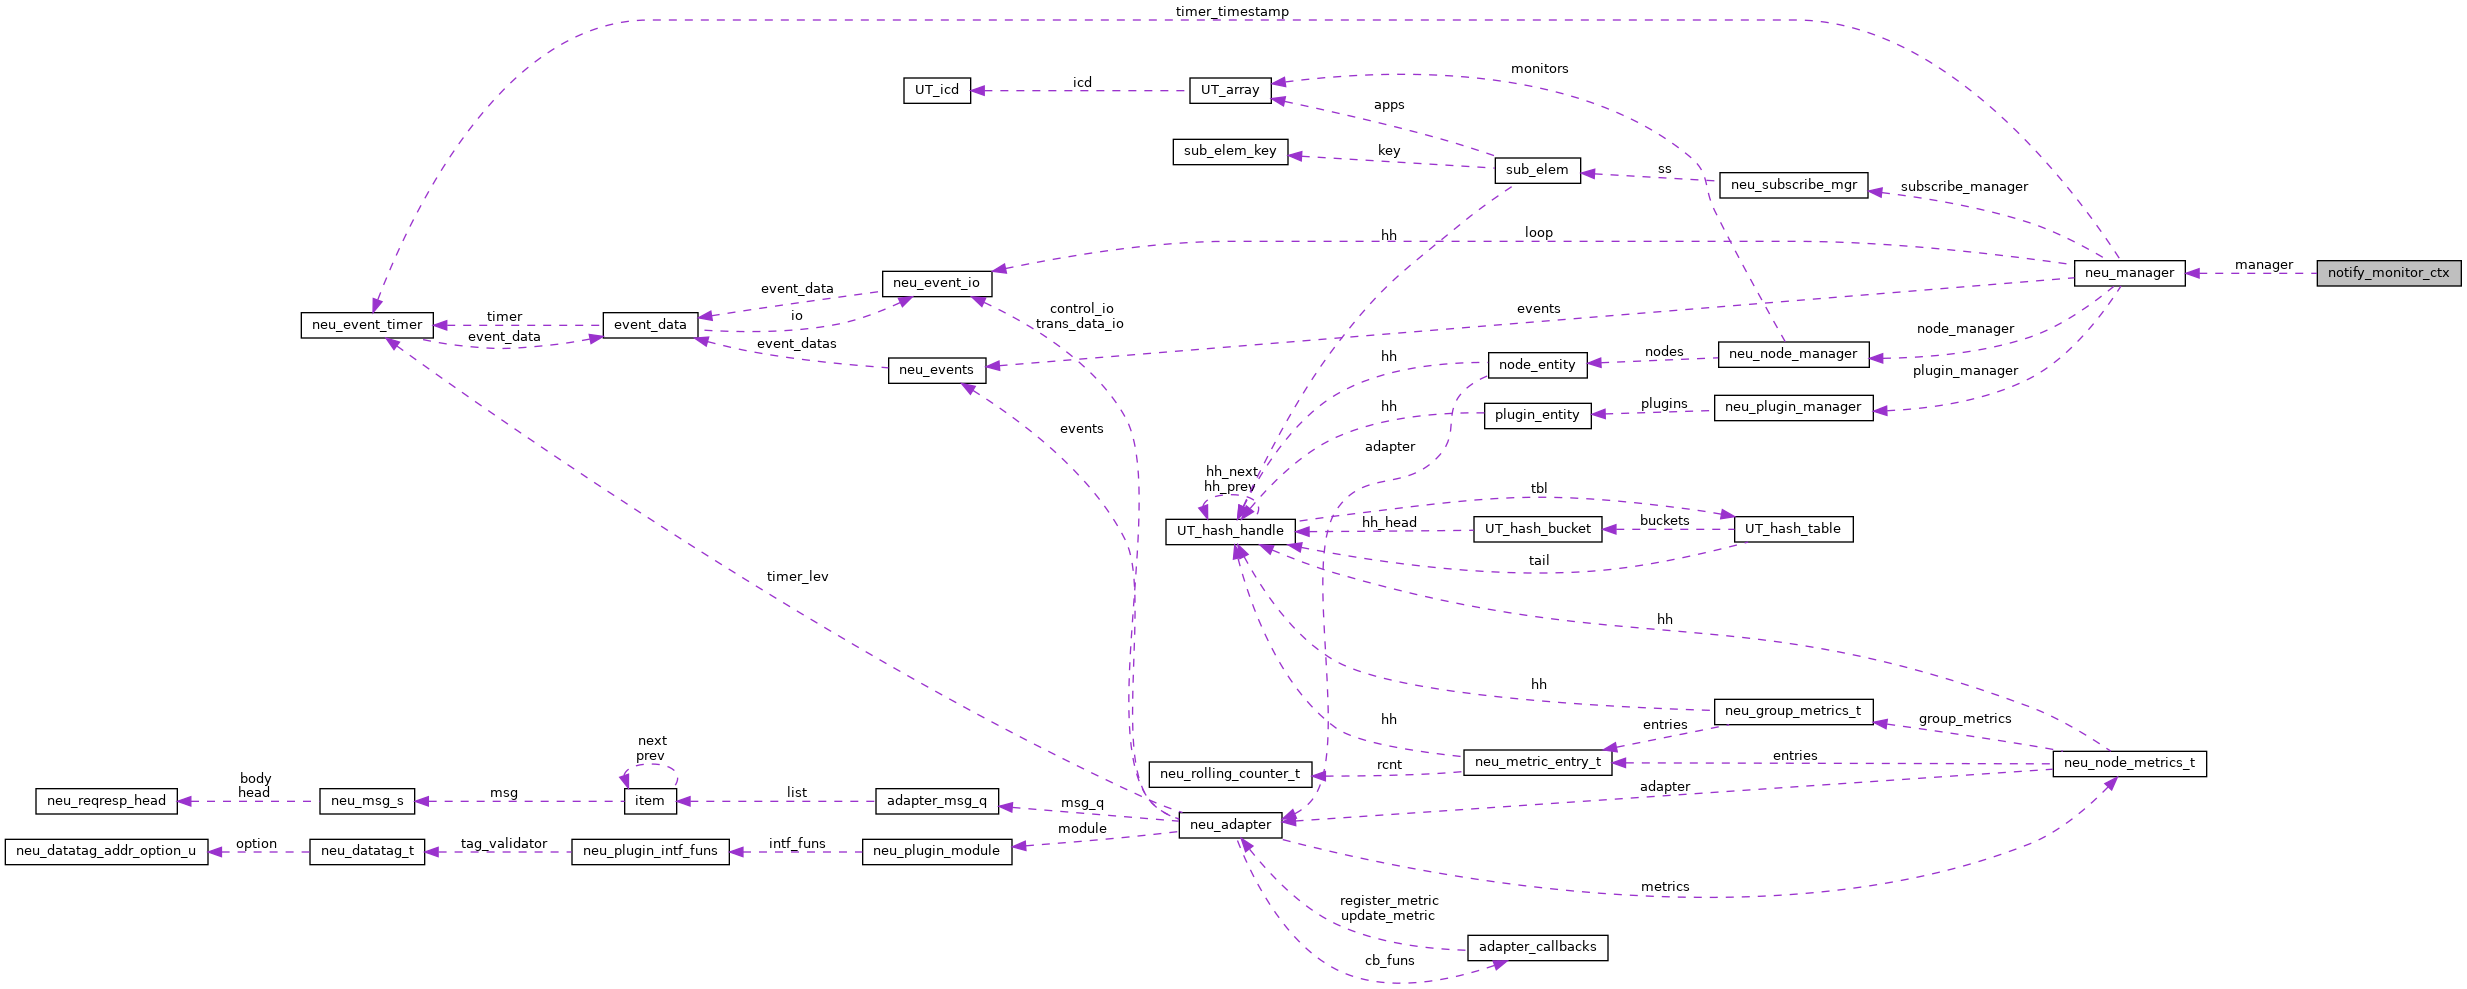 timer_timestamp
monitors
UT_icd
icd
UT_array
apps
sub_elem_key
key
sub_elem
ss
neu_subscribe_mgr
subscribe_manager
hh
loop
neu_event_io
neu_manager
manager
notify_monitor_ctx
event_data
control_io
trans_data_io
events
io
neu_event_timer
timer
event_data
event_data
node_manager
event_datas
neu_events
hh
node_entity
nodes
neu_node_manager
plugin_manager
hh
plugin_entity
plugins
neu_plugin_manager
events
adapter
hh_next
hh_prev
tbl
UT_hash_handle
hh_head
UT_hash_bucket
buckets
UT_hash_table
tail
timer_lev
hh
hh
neu_group_metrics_t
group_metrics
hh
entries
next
prev
neu_rolling_counter_t
rcnt
neu_metric_entry_t
entries
neu_node_metrics_t
body
head
neu_reqresp_head
neu_msg_s
msg
item
list
adapter_msg_q
msg_q
adapter
neu_adapter
module
neu_datatag_addr_option_u
option
neu_datatag_t
tag_validator
neu_plugin_intf_funs
intf_funs
neu_plugin_module
metrics
register_metric
update_metric
adapter_callbacks
cb_funs